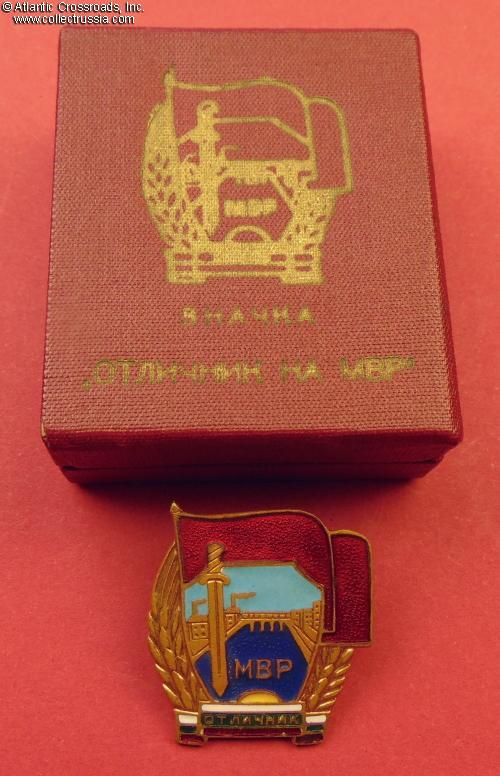 © Atlantic Crossroads, Inc.
www.collectrussia.com
МВР
ЗНАЧКА
„ОТЛИЧНИК НА МВР“
МВР
ОТЛИЧНИК